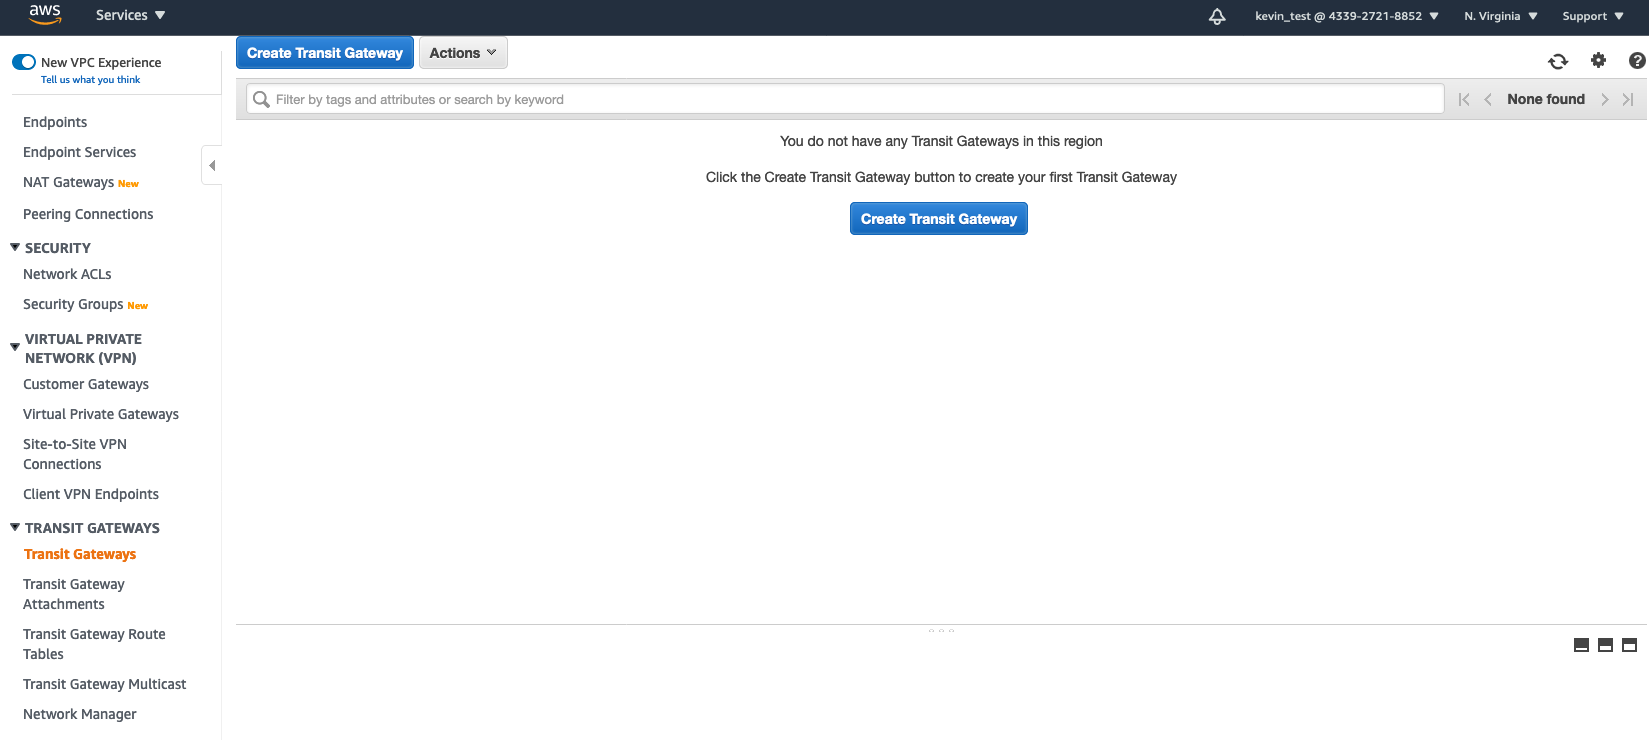 aws
Services
kevin_test @ 4339-2721-8852
N. Virginia
Support
New VPC Experience
Tell us what you think
Create Transit Gateway
Actions
Filter by tags and attributes or search by keyword
None found
Endpoints
Endpoint Services
NAT Gateways New
Peering Connections
SECURITY
Network ACLs
Security Groups New
VIRTUAL PRIVATE
NETWORK (VPN)
Customer Gateways
Virtual Private Gateways
Site-to-Site VPN
Connections
Client VPN Endpoints
TRANSIT GATEWAYS
Transit Gateways
Transit Gateway
Attachments
Transit Gateway Route
Tables
Transit Gateway Multicast
Network Manager
You do not have any Transit Gateways in this region
Click the Create Transit Gateway button to create your first Transit Gateway
Create Transit Gateway